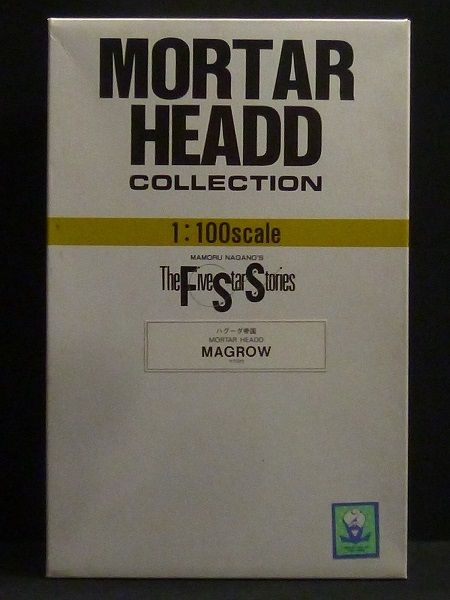 MORTAR
HEADD
COLLECTION
1:100scale
MAMORU NAGANO'S
The Five Star Stories
ハグーダ帝国
MORTAR HEADD
MAGROW